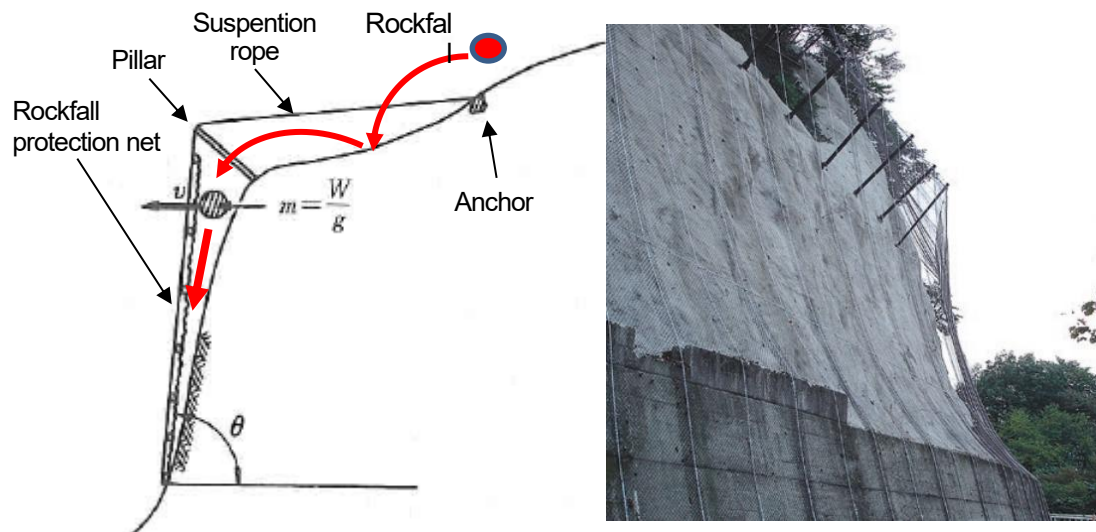 Suspention
rope
Rockfal
l
Pillar
Rockfall
protection net
Anchor
v
m = W/g
θ